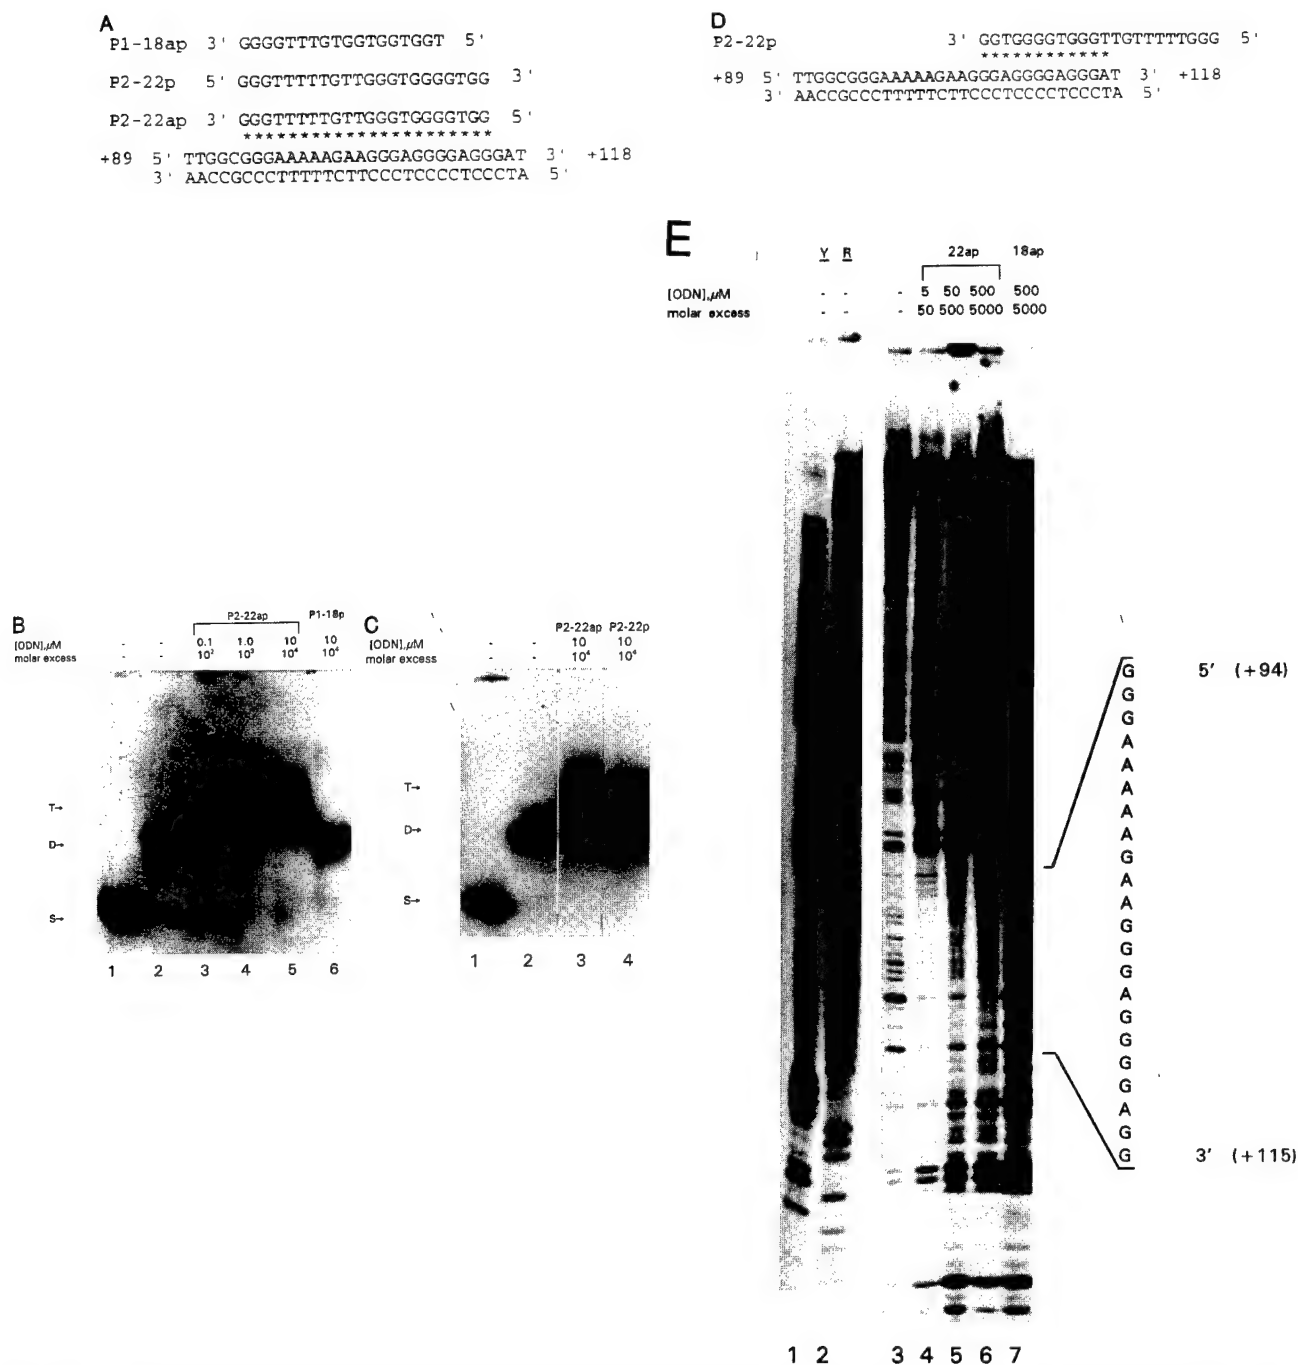 A
P1-18ap 3' GGGGTTTGTGGTGGTGGT 5'
P2-22p 5' GGGTTTTTGTTGGGTGGGGTGG 3'
P2-22ap 3' GGGTTTTTGTTGGGTGGGGTGG 5'
**********************
+89 5' TTGGCGGGAAAAAGAAGGGAGGGGAGGGAT 3' +118
3' AACCGCCCTTTTTCTTCCCTCCCCTCCCTA 5'
D
P2-22p 3' GGTGGGGTGGGTTGTTTTTGGG 5'
************
+89 5' TTGGCGGGAAAAAGAAGGGAGGGGAGGGAT 3' +118
3' AACCGCCCTTTTTCTTCCCTCCCCTCCCTA 5'
E
Y R 22ap 18ap
[ODN],µM - - - 5 50 500 500
molar excess - - - 50 500 5000 5000
G 5' (+94)
G
G
A
A
A
A
A
G
A
A
G
G
G
A
G
G
G
G
A
G
G 3' (+115)
1 2 3 4 5 6 7
B
P2-22ap P1-18p
[ODN],µM - - 0.1 1.0 10 10
molar excess - - 10² 10³ 10⁴ 10⁴
T→
D→
S→
1 2 3 4 5 6
C
P2-22ap P2-22p
[ODN],µM - - 10 10
molar excess - - 10⁴ 10⁴
T→
D→
S→
1 2 3 4